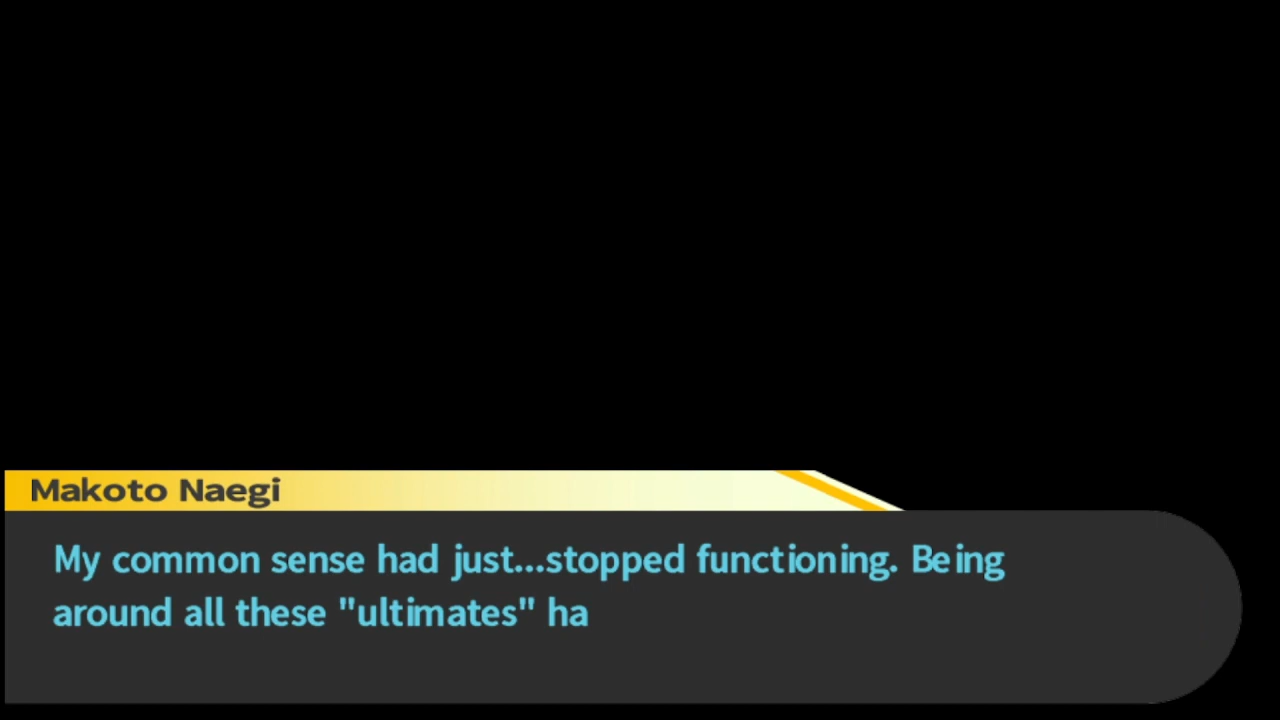 Makoto Naegi
My common sense had just...stopped functioning. Being
around all these "ultimates" ha